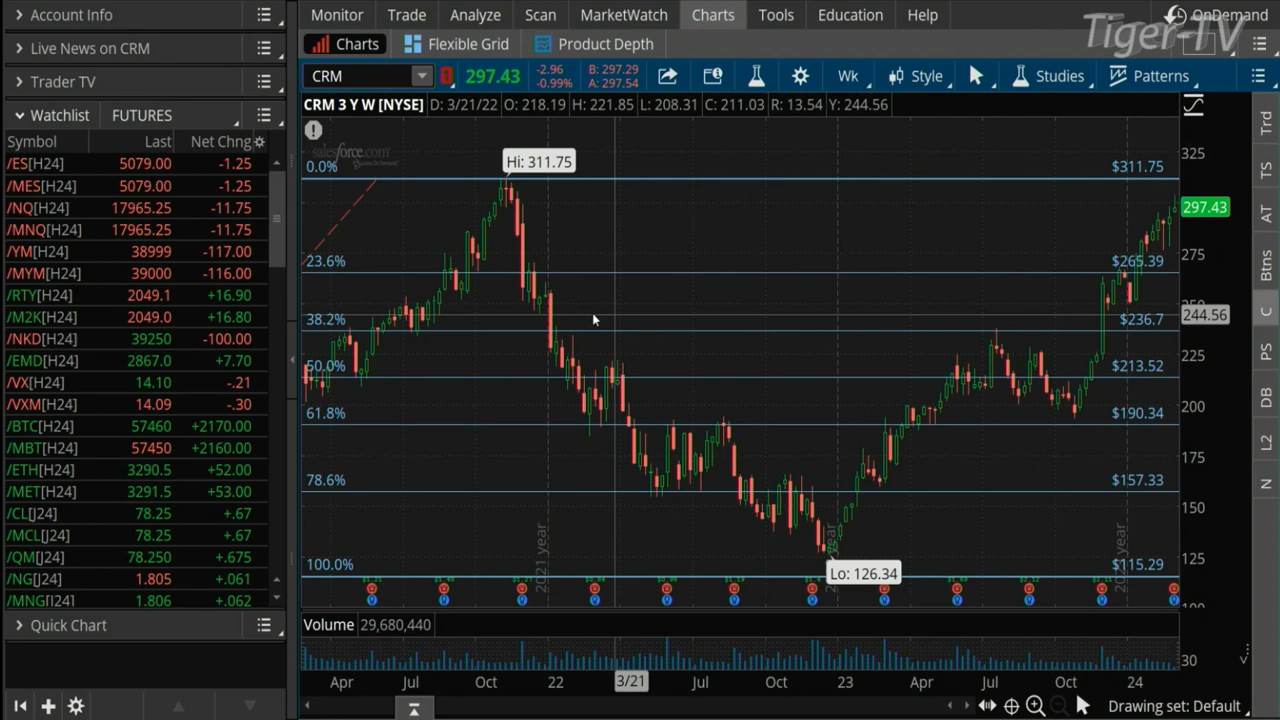 Account Info
Live News on CRM
Trader TV
Watchlist FUTURES
Symbol Last Net Chng
/ES[H24] 5079.00 -1.25
/MES[H24] 5079.00 -1.25
/NQ[H24] 17965.25 -11.75
/MNQ[H24] 17965.25 -11.75
/YM[H24] 38999 -117.00
/MYM[H24] 39000 -116.00
/RTY[H24] 2049.1 +16.90
/M2K[H24] 2049.0 +16.80
/NKD[H24] 39250 -100.00
/EMD[H24] 2867.0 +7.70
/VX[H24] 14.10 -.21
/VXM[H24] 14.09 -.30
/BTC[H24] 57460 +2170.00
/MBT[H24] 57450 +2160.00
/ETH[H24] 3290.5 +52.00
/MET[H24] 3291.5 +53.00
/CL[J24] 78.25 +.67
/MCL[J24] 78.25 +.67
/QM[J24] 78.250 +.675
/NG[J24] 1.805 +.061
/MNG[J24] 1.806 +.062
Quick Chart
Monitor Trade Analyze Scan MarketWatch Charts Tools Education Help OnDemand
Tiger-TV
Charts Flexible Grid Product Depth
CRM 297.43 -2.96 B: 297.29
-0.99% A: 297.54
Wk Style Studies Patterns
CRM 3 Y W [NYSE] D: 3/21/22 O: 218.19 H: 221.85 L: 208.31 C: 211.03 R: 13.54 Y: 244.56
salesforce.com
Hi: 311.75
0.0% $311.75
23.6% $265.39
38.2% $236.7
50.0% $213.52
61.8% $190.34
78.6% $157.33
100.0% $115.29
Lo: 126.34
325
297.43
275
250
244.56
225
200
175
150
125
100
2021 year
year
Volume 29,680,440
30
Apr Jul Oct 22 3/21 Jul Oct 23 Apr Jul Oct 24
Drawing set: Default
Trd
TS
AT
Btns
C
PS
DB
L2
N